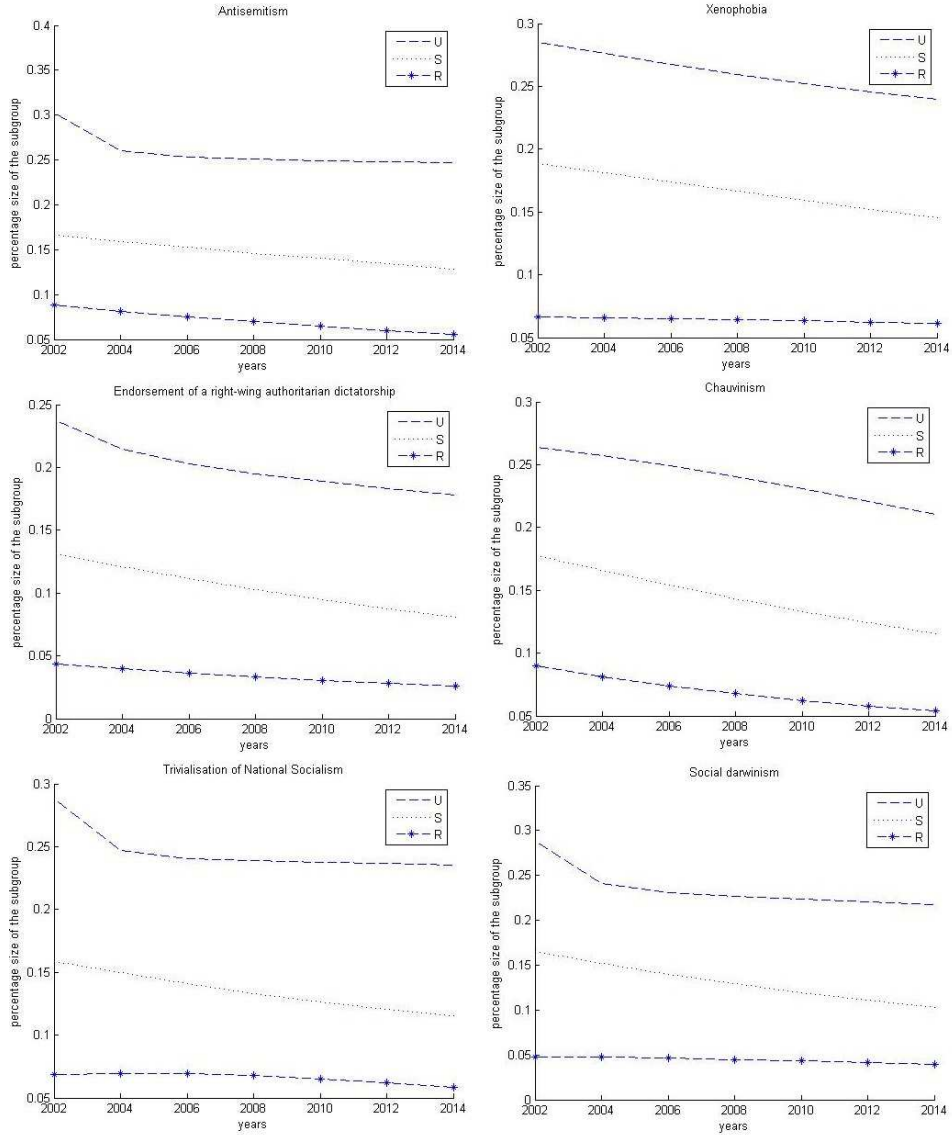 Antisemitism
0.4
0.35
0.3
0.25
0.2
0.15
0.1
0.05
percentage size of the subgroup
U
S
R
2002 2004 2006 2008 2010 2012 2014
years
Xenophobia
0.3
0.25
0.2
0.15
0.1
0.05
percentage size of the subgroup
U
S
R
2002 2004 2006 2008 2010 2012 2014
years
Endorsement of a right-wing authoritarian dictatorship
0.25
0.2
0.15
0.1
0.05
0
percentage size of the subgroup
U
S
R
2002 2004 2006 2008 2010 2012 2014
years
Chauvinism
0.3
0.25
0.2
0.15
0.1
0.05
percentage size of the subgroup
U
S
R
2002 2004 2006 2008 2010 2012 2014
years
Trivialisation of National Socialism
0.3
0.25
0.2
0.15
0.1
0.05
percentage size of the subgroup
U
S
R
2002 2004 2006 2008 2010 2012 2014
years
Social darwinism
0.35
0.3
0.25
0.2
0.15
0.1
0.05
0
percentage size of the subgroup
U
S
R
2002 2004 2006 2008 2010 2012 2014
years